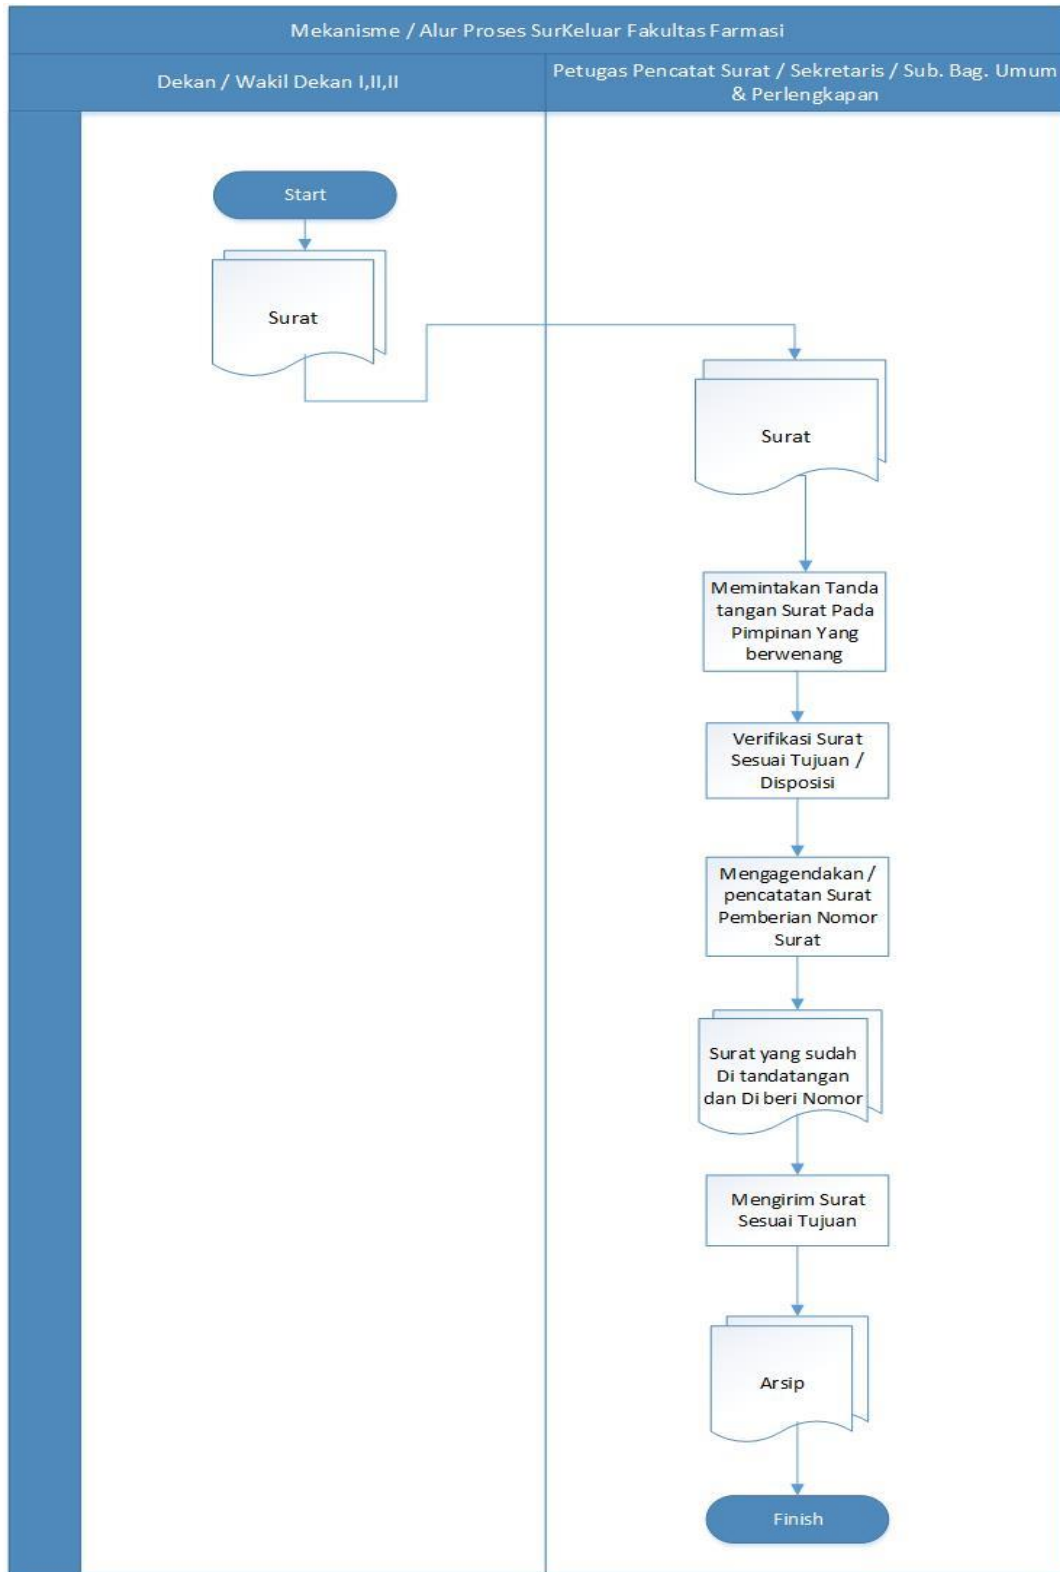 Mekanisme / Alur Proses SurKeluar Fakultas Farmasi
Dekan / Wakil Dekan I,II,II
Petugas Pencatat Surat / Sekretaris / Sub. Bag. Umum
& Perlengkapan
Start
Surat
Surat
Memintakan Tanda
tangan Surat Pada
Pimpinan Yang
berwenang
Verifikasi Surat
Sesuai Tujuan /
Disposisi
Mengagendakan /
pencatatan Surat
Pemberian Nomor
Surat
Surat yang sudah
Di tandatangan
dan Di beri Nomor
Mengirim Surat
Sesuai Tujuan
Arsip
Finish